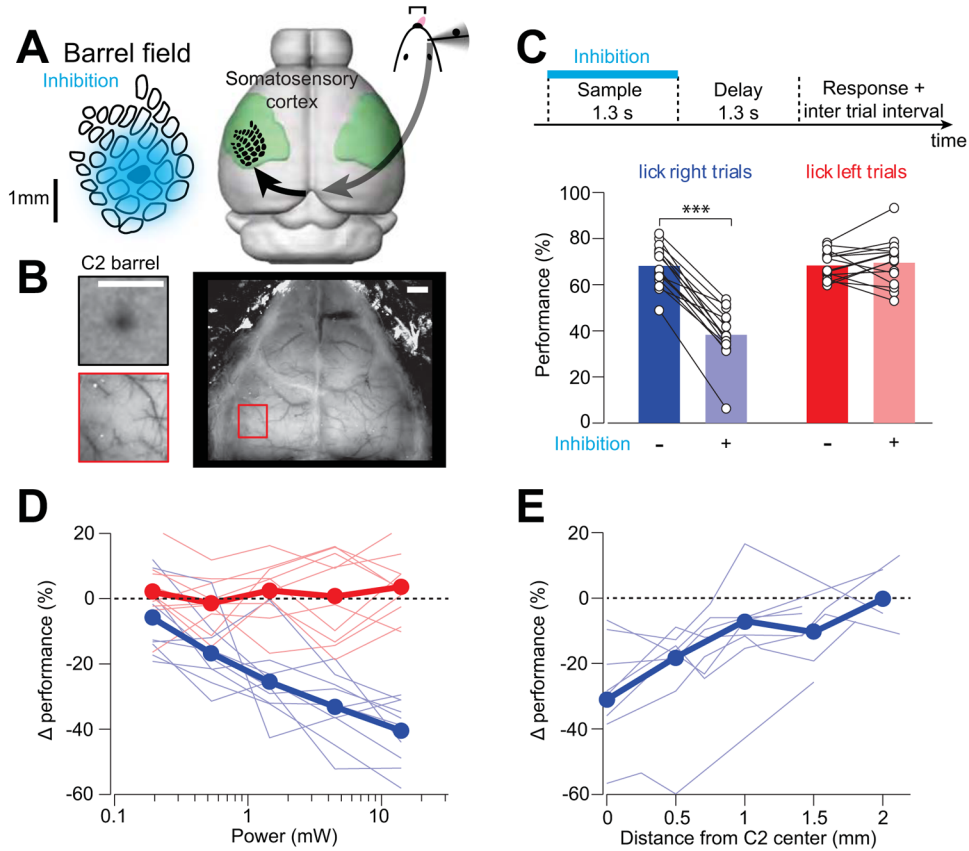 A
Barrel field
Inhibition
1mm
Somatosensory
cortex
B
C2 barrel
C
Inhibition
Sample
1.3 s
Delay
1.3 s
Response +
inter trial interval
time
lick right trials
lick left trials
***
Performance (%)
100
80
60
40
20
0
Inhibition
-
+
-
+
D
Δ performance (%)
20
0
-20
-40
-60
0.1
1
10
Power (mW)
E
Δ performance (%)
20
0
-20
-40
-60
0
0.5
1
1.5
2
Distance from C2 center (mm)